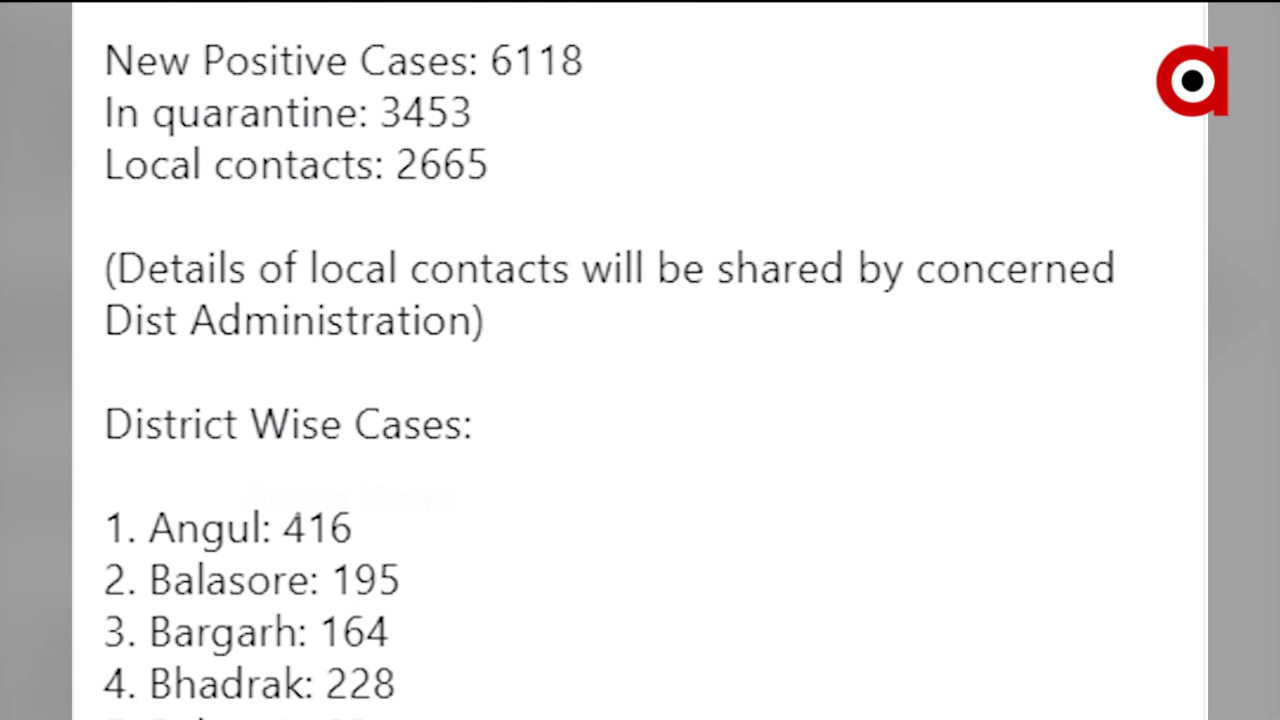 New Positive Cases: 6118
In quarantine: 3453
Local contacts: 2665
(Details of local contacts will be shared by concerned
Dist Administration)
District Wise Cases:
1. Angul: 416
2. Balasore: 195
3. Bargarh: 164
4. Bhadrak: 228